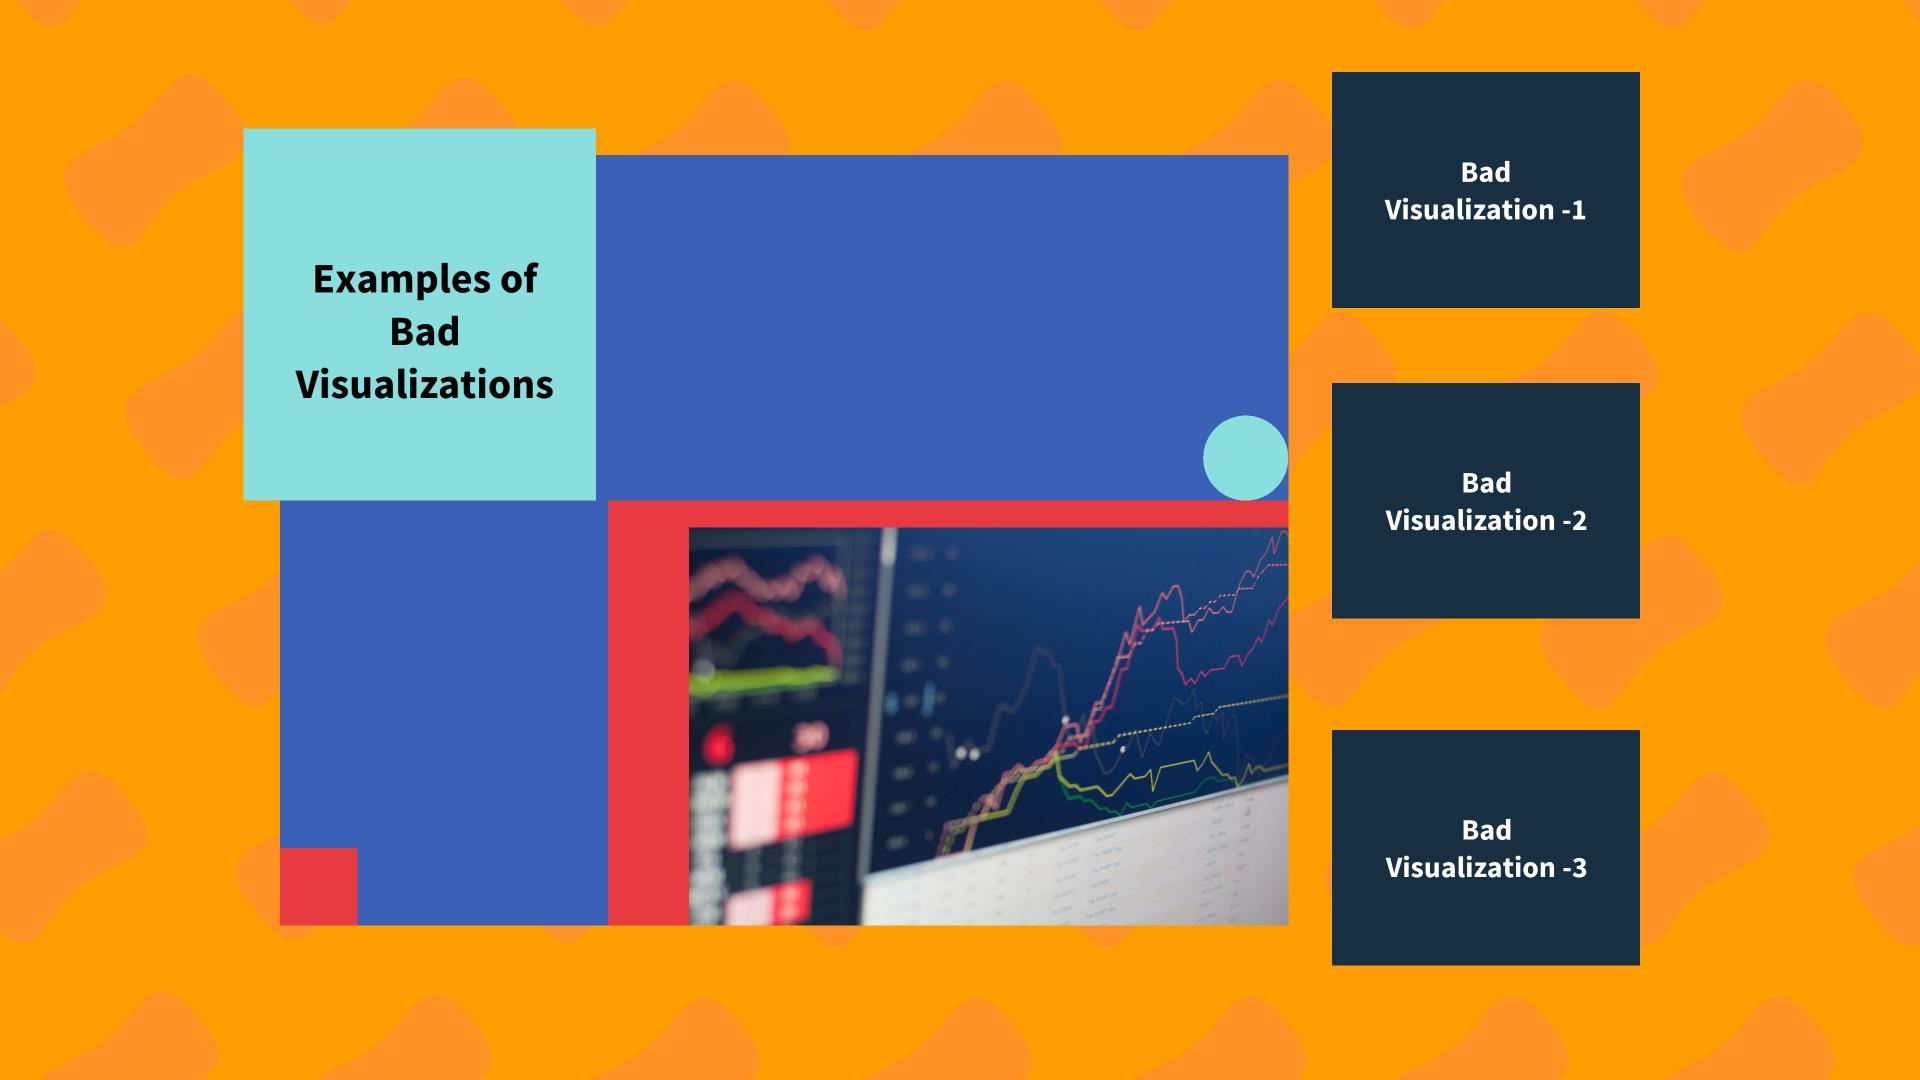 Examples of
Bad
Visualizations
Bad
Visualization -1
Bad
Visualization -2
Bad
Visualization -3